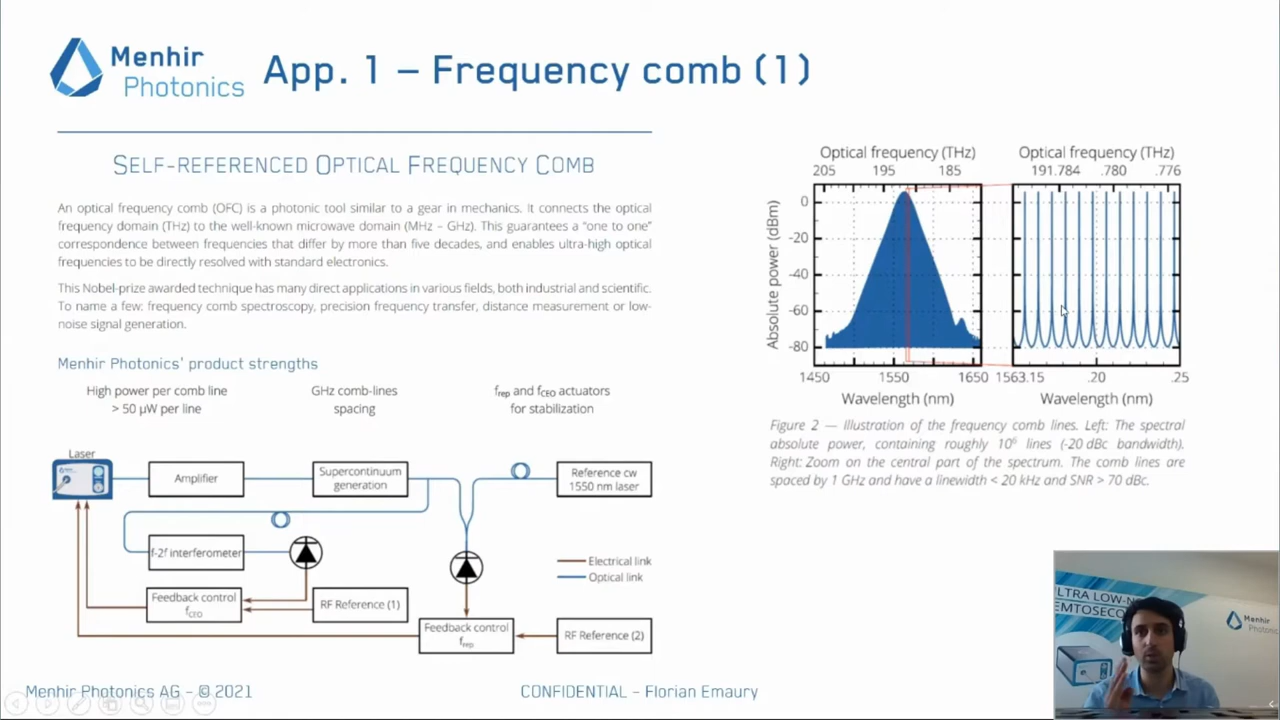 Menhir
Photonics
App. 1 – Frequency comb (1)
SELF-REFERENCED OPTICAL FREQUENCY COMB
An optical frequency comb (OFC) is a photonic tool similar to a gear in mechanics. It connects the optical
frequency domain (THz) to the well-known microwave domain (MHz – GHz). This guarantees a “one to one”
correspondence between frequencies that differ by more than five decades, and enables ultra-high optical
frequencies to be directly resolved with standard electronics.
This Nobel-prize awarded technique has many direct applications in various fields, both industrial and scientific.
To name a few: frequency comb spectroscopy, precision frequency transfer, distance measurement or low-
noise signal generation.
Menhir Photonics' product strengths
High power per comb line
> 50 µW per line
GHz comb-lines
spacing
frep and fCEO actuators
for stabilization
Laser
Amplifier
Supercontinuum
generation
Reference cw
1550 nm laser
f-2f interferometer
Electrical link
Optical link
Feedback control
fCEO
RF Reference (1)
Feedback control
frep
RF Reference (2)
Optical frequency (THz)
205 195 185
Optical frequency (THz)
191.784 .780 .776
Absolute power (dBm)
0
-20
-40
-60
-80
1450 1550 1650
Wavelength (nm)
1563.15 .20 .25
Wavelength (nm)
Figure 2 — Illustration of the frequency comb lines. Left: The spectral
absolute power, containing roughly 10⁶ lines (-20 dBc bandwidth).
Right: Zoom on the central part of the spectrum. The comb lines are
spaced by 1 GHz and have a linewidth < 20 kHz and SNR > 70 dBc.
ULTRA LOW-N
EMTOSECO
Menhir
Photonics
Menhir Photonics AG – © 2021
CONFIDENTIAL – Florian Emaury